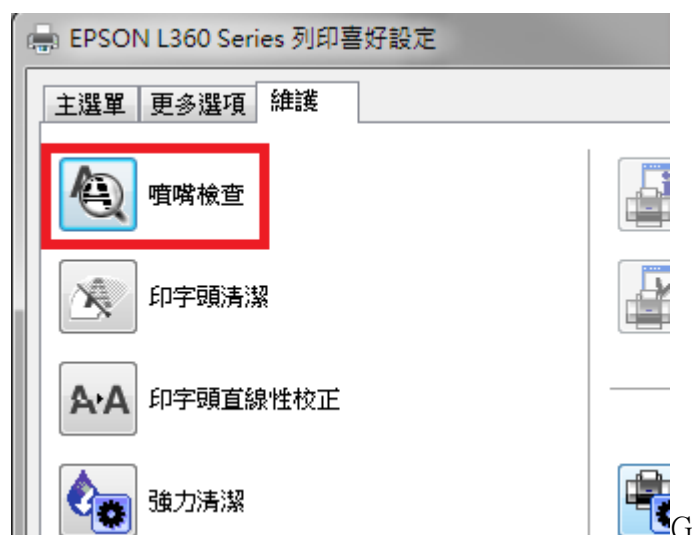 EPSON L360 Series 列印喜好設定
主選單 更多選項 維護
噴嘴檢查
印字頭清潔
印字頭直線性校正
強力清潔
G